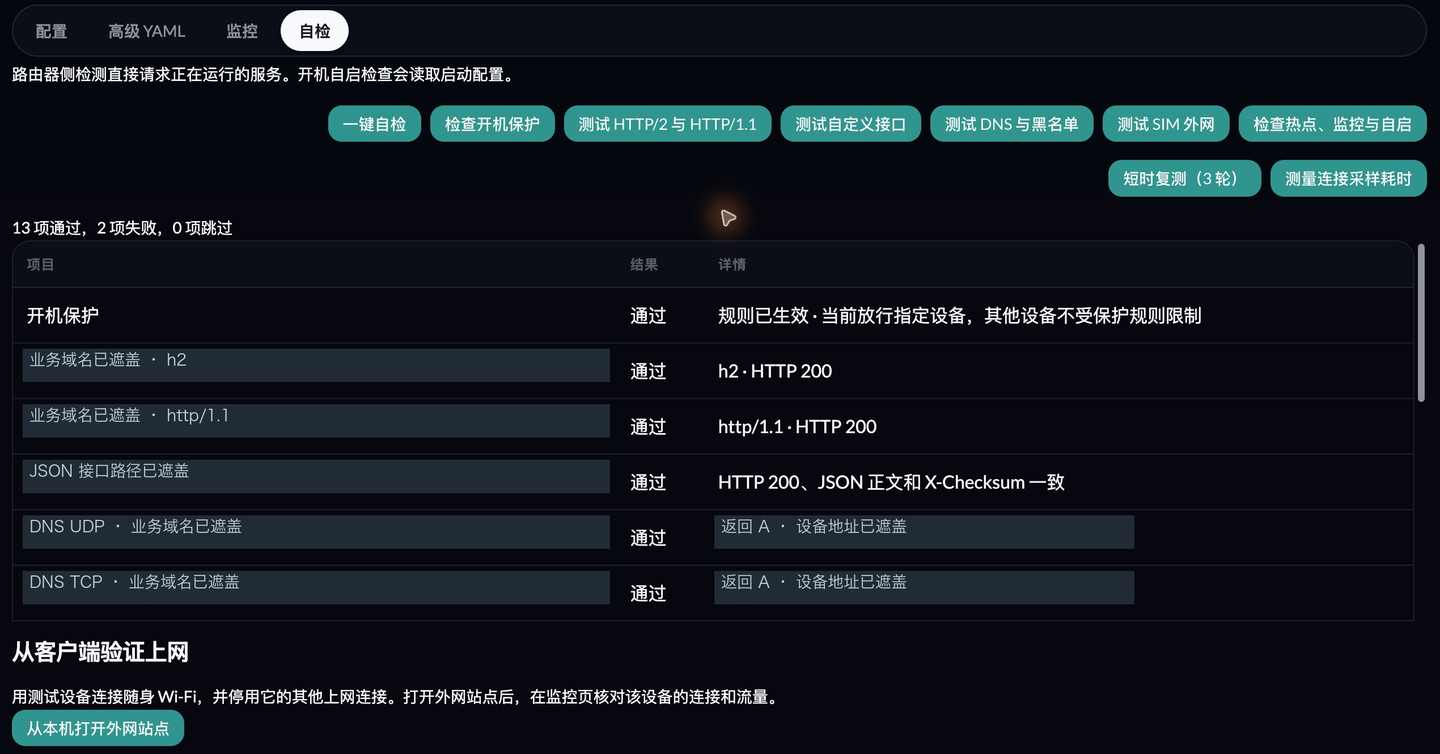 配置 高级 YAML 监控 自检
路由器侧检测直接请求正在运行的服务。开机自启检查会读取启动配置。
一键自检 检查开机保护 测试 HTTP/2 与 HTTP/1.1 测试自定义接口 测试 DNS 与黑名单 测试 SIM 外网 检查热点、监控与自启
短时复测（3 轮） 测量连接采样耗时
13 项通过，2 项失败，0 项跳过
项目 结果 详情
开机保护 通过 规则已生效 · 当前放行指定设备，其他设备不受保护规则限制
业务域名已遮盖 · h2 通过 h2 · HTTP 200
业务域名已遮盖 · http/1.1 通过 http/1.1 · HTTP 200
JSON 接口路径已遮盖 通过 HTTP 200、JSON 正文和 X-Checksum 一致
DNS UDP · 业务域名已遮盖 通过 返回 A · 设备地址已遮盖
DNS TCP · 业务域名已遮盖 通过 返回 A · 设备地址已遮盖
从客户端验证上网
用测试设备连接随身 Wi-Fi，并停用它的其他上网连接。打开外网站点后，在监控页核对该设备的连接和流量。
从本机打开外网站点